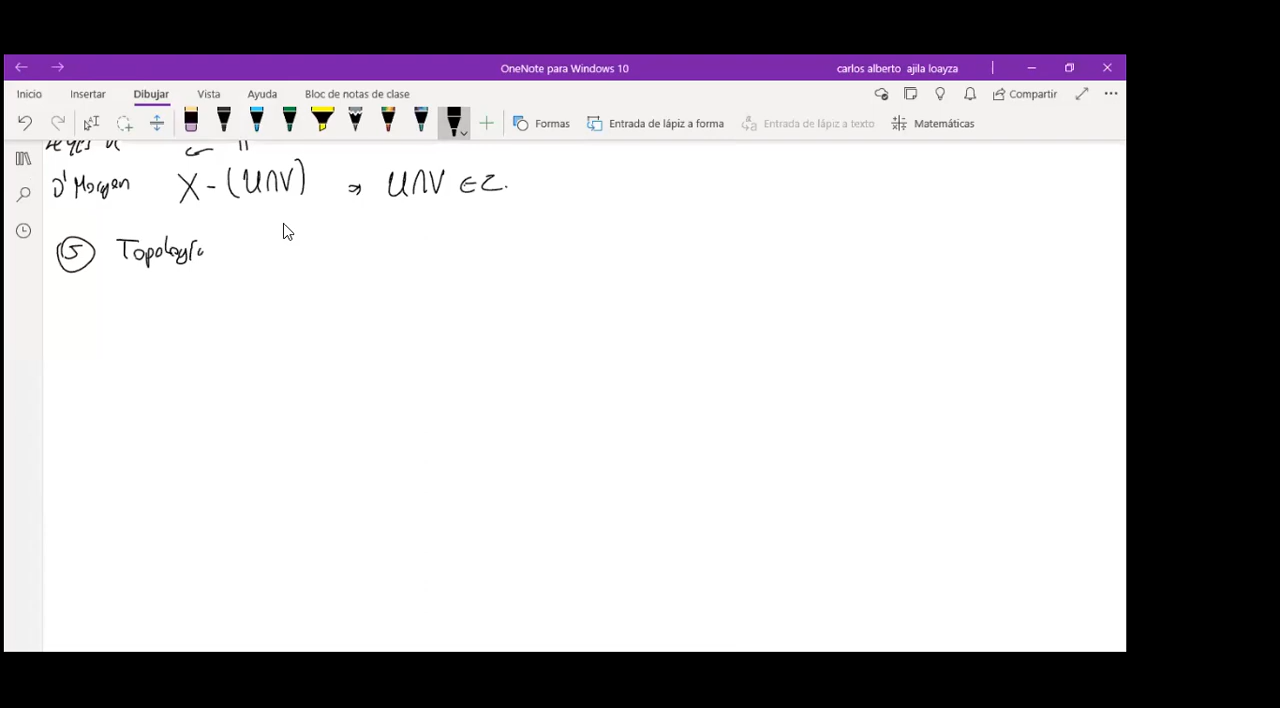 OneNote para Windows 10
carlos alberto ajila loayza
Inicio Insertar Dibujar Vista Ayuda Bloc de notas de clase
Compartir
Formas Entrada de lápiz a forma Entrada de lápiz a texto Matemáticas
D'Morgan X - (U∩V) ⇒ U∩V ∈ τ.
5 Topología